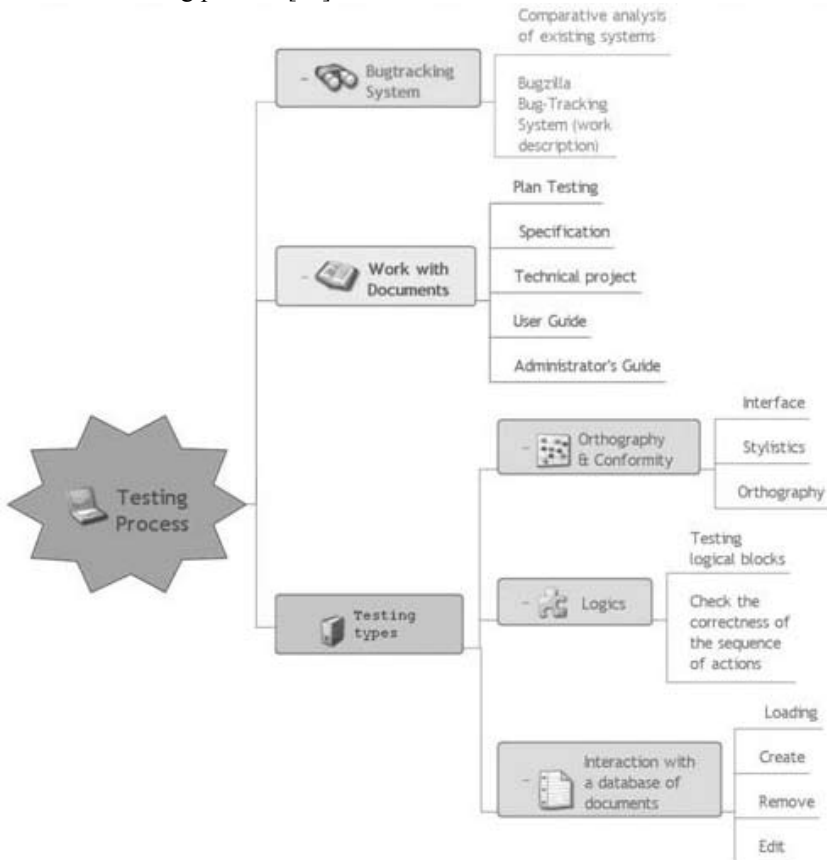 Comparative analysis
of existing systems
Bugtracking
System
Bugzilla
Bug-Tracking
System (work
description)
Plan Testing
Specification
Work with
Documents
Technical project
User Guide
Administrator's Guide
Interface
Orthography
& Conformity
Stylistics
Orthography
Testing
Process
Testing
logical blocks
Testing
types
Logics
Check the
correctness of
the sequence
of actions
Loading
Interaction with
a database of
documents
Create
Remove
Edit